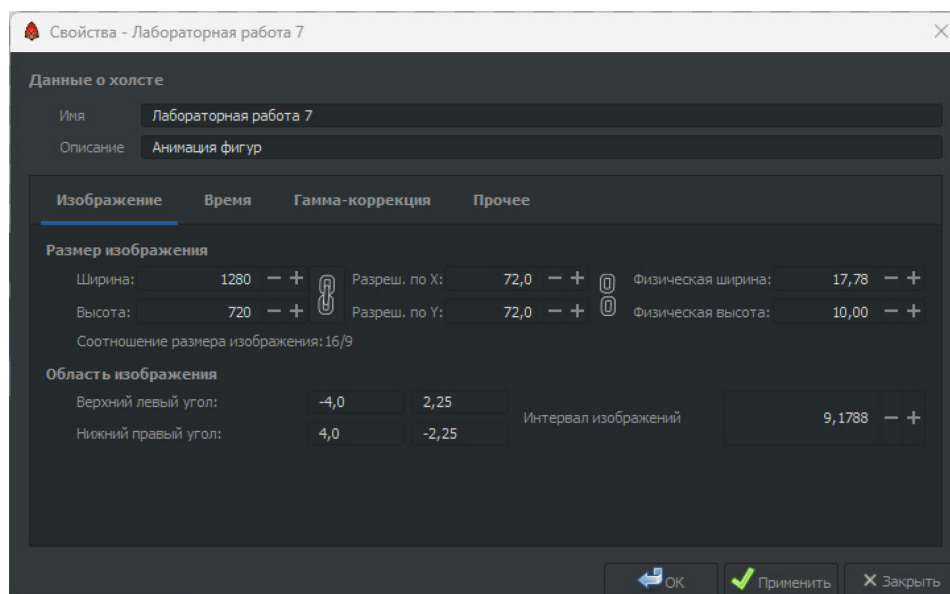 Свойства - Лабораторная работа 7
Данные о холсте
Имя Лабораторная работа 7
Описание Анимация фигур
Изображение Время Гамма-коррекция Прочее
Размер изображения
Ширина: 1280 Разреш. по X: 72,0 Физическая ширина: 17,78
Высота: 720 Разреш. по Y: 72,0 Физическая высота: 10,00
Соотношение размера изображения: 16/9
Область изображения
Верхний левый угол: -4,0 2,25
Интервал изображений 9,1788
Нижний правый угол: 4,0 -2,25
ОК Применить Закрыть